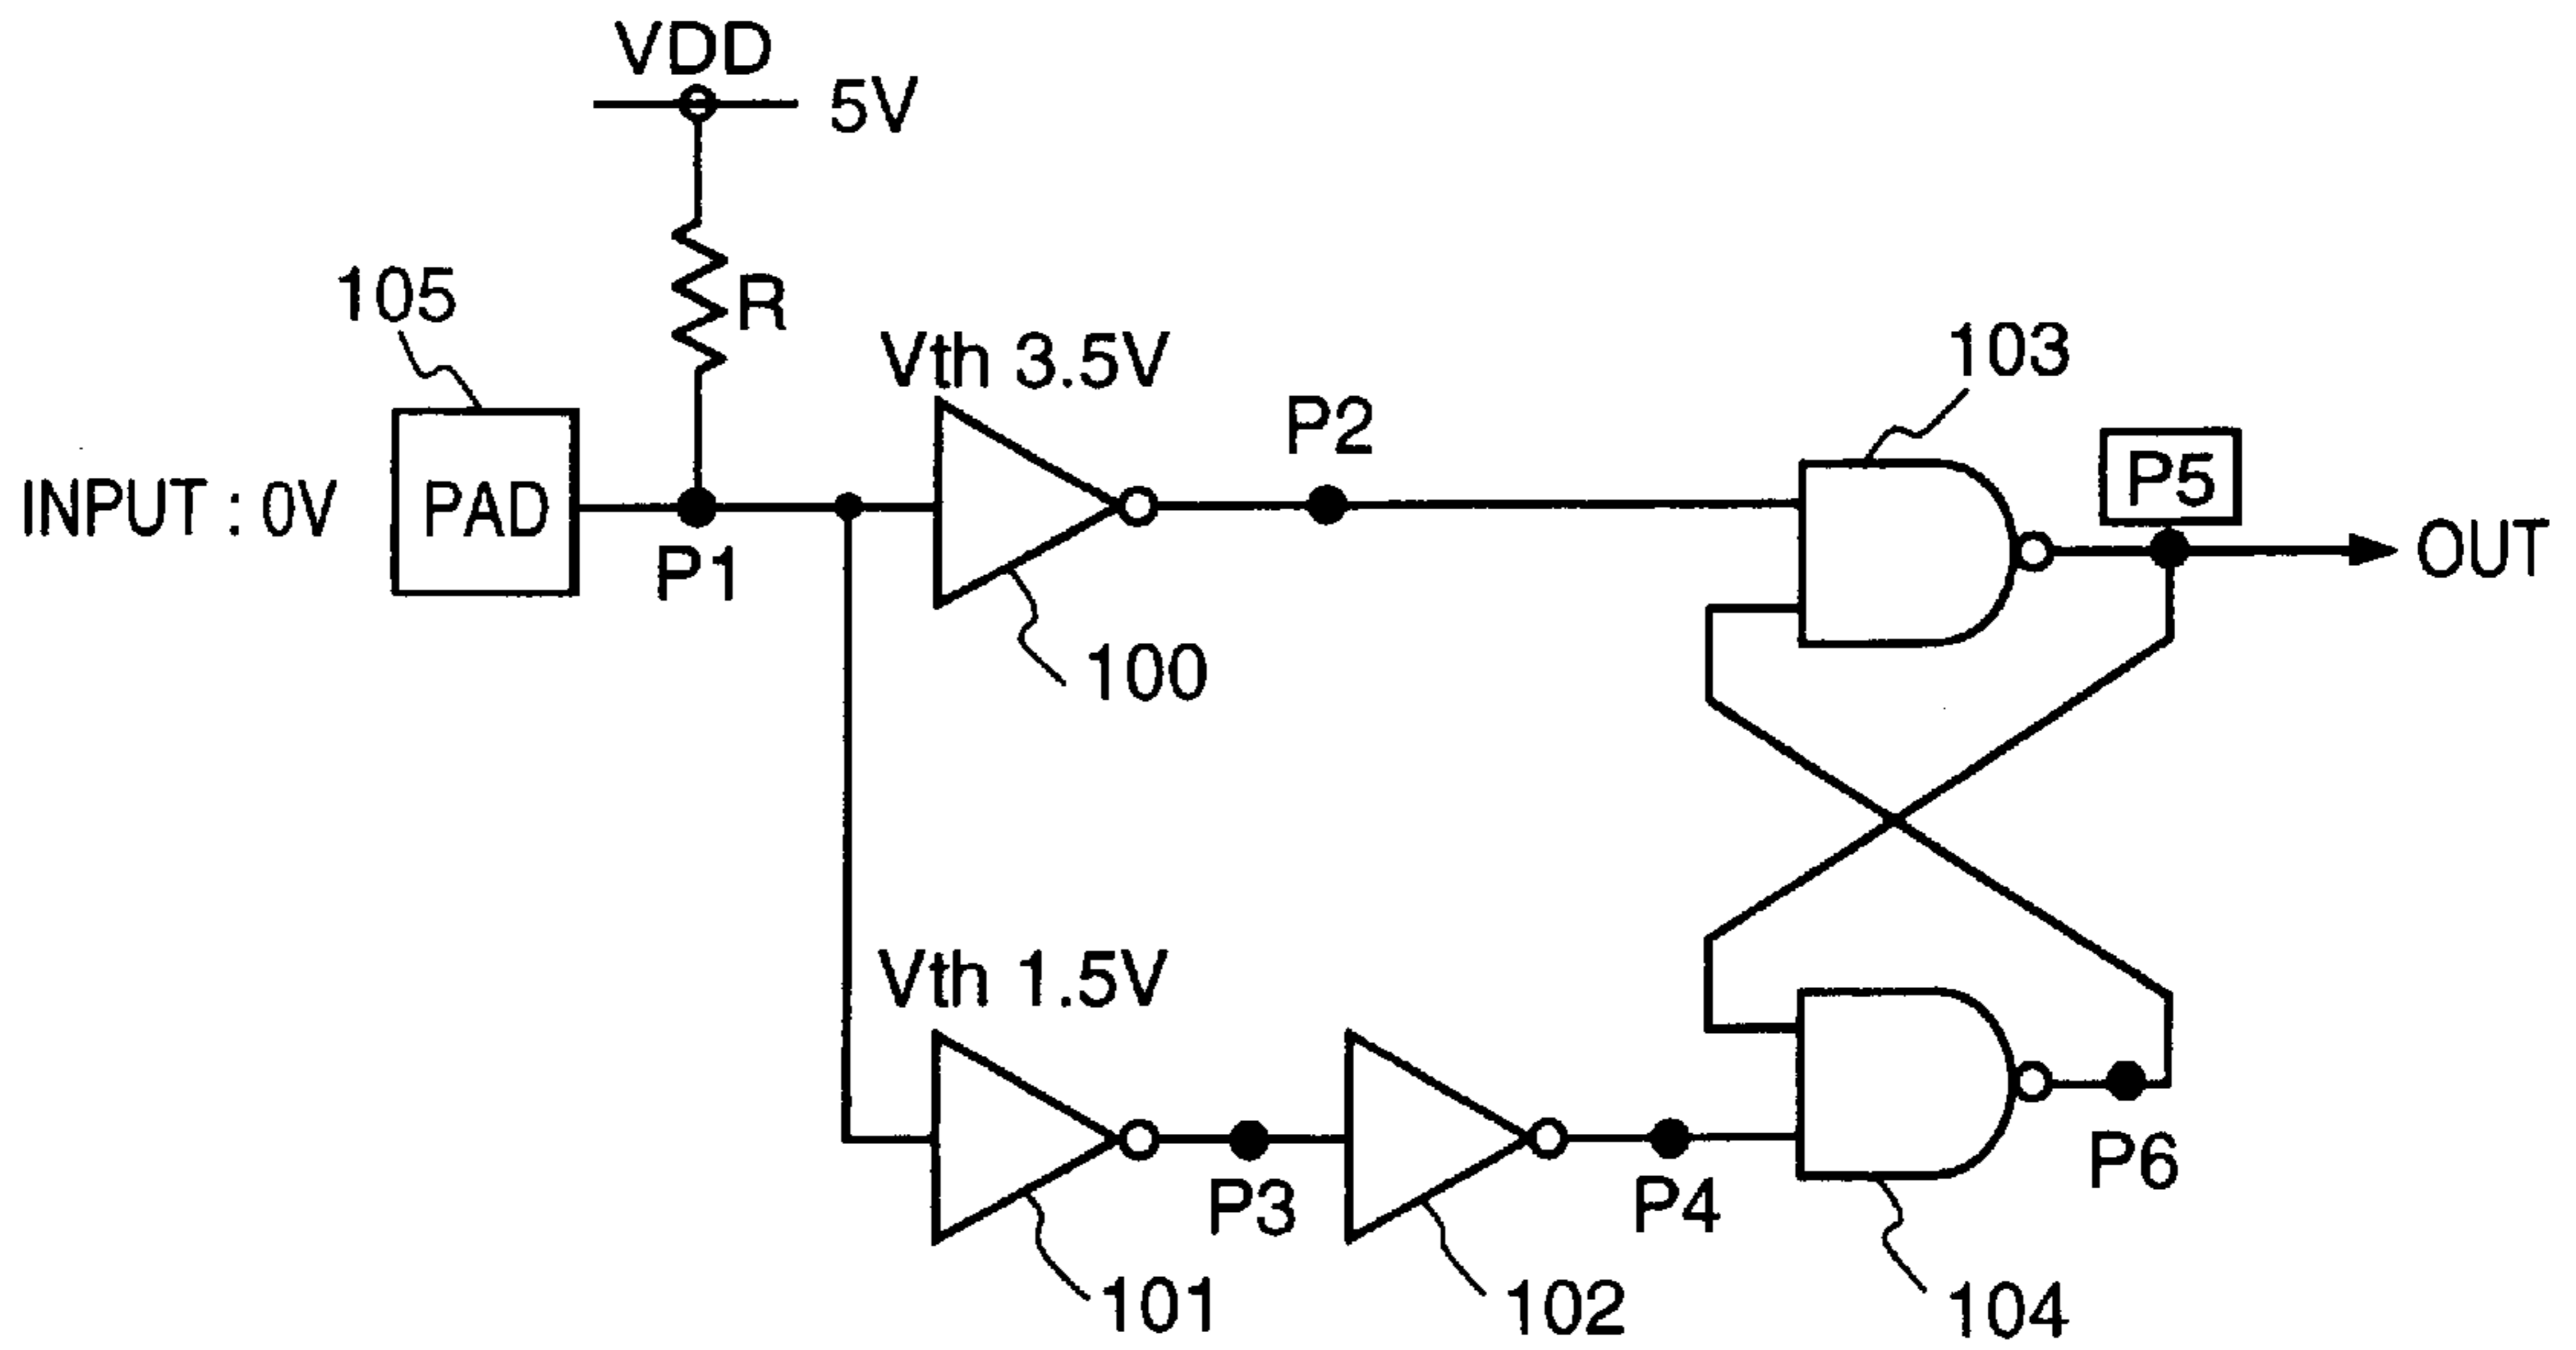 VDD
5V
R
105
INPUT : 0V
PAD
P1
Vth 3.5V
100
P2
103
P5
OUT
Vth 1.5V
101
P3
102
P4
104
P6